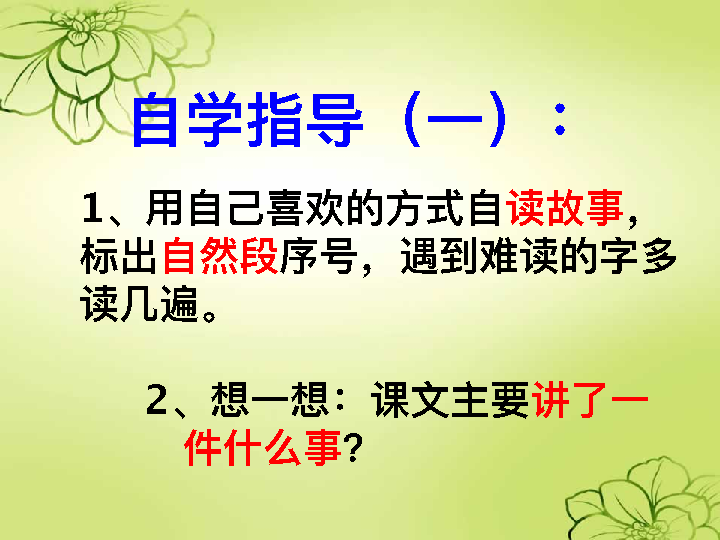 自学指导（一）：
1、用自己喜欢的方式自读故事，
标出自然段序号，遇到难读的字多
读几遍。
2、想一想：课文主要讲了一
件什么事？